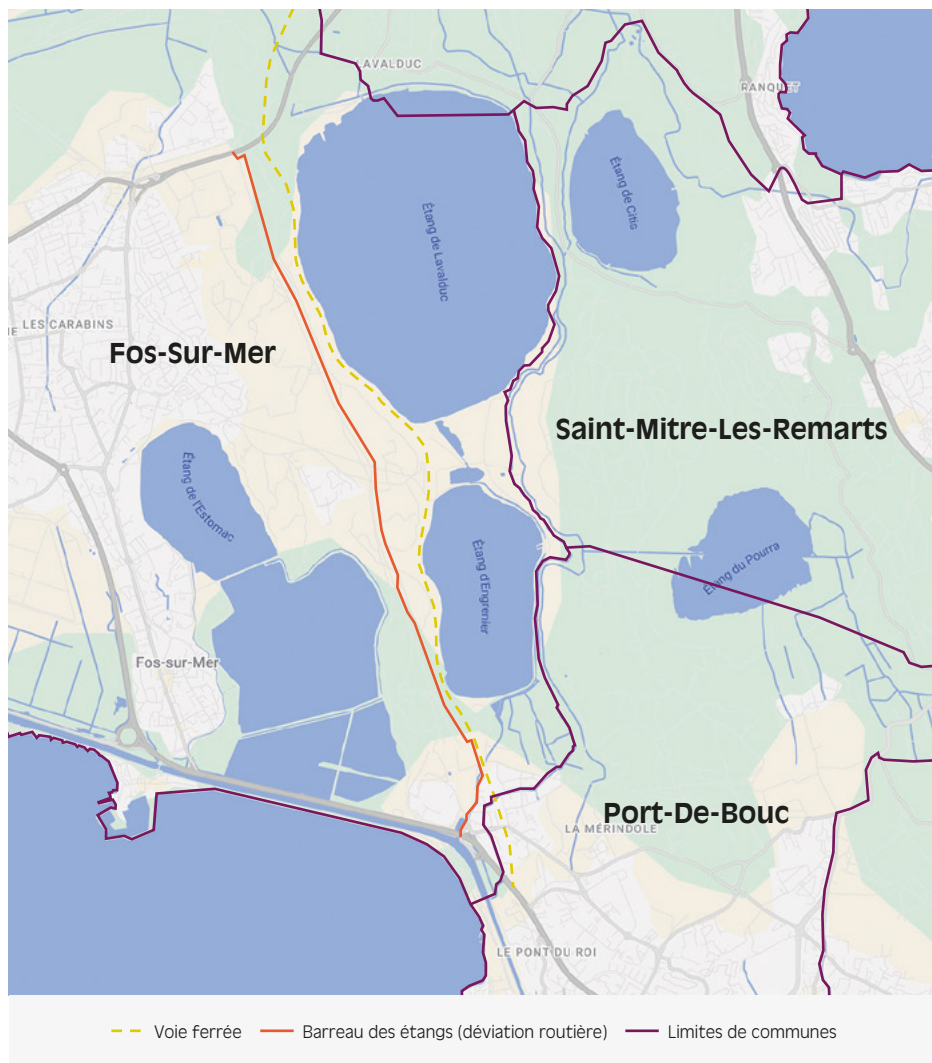 LAVALDUC
RANQUET
Étang de Citis
Étang de Lavalduc
LES CARABINS
Fos-Sur-Mer
Saint-Mitre-Les-Remarts
Étang de l'Estomac
Étang d'Engrenier
Étang du Pourra
Fos-sur-Mer
Port-De-Bouc
LA MÉRINDOLE
LE PONT DU ROI
Voie ferrée
Barreau des étangs (déviation routière)
Limites de communes